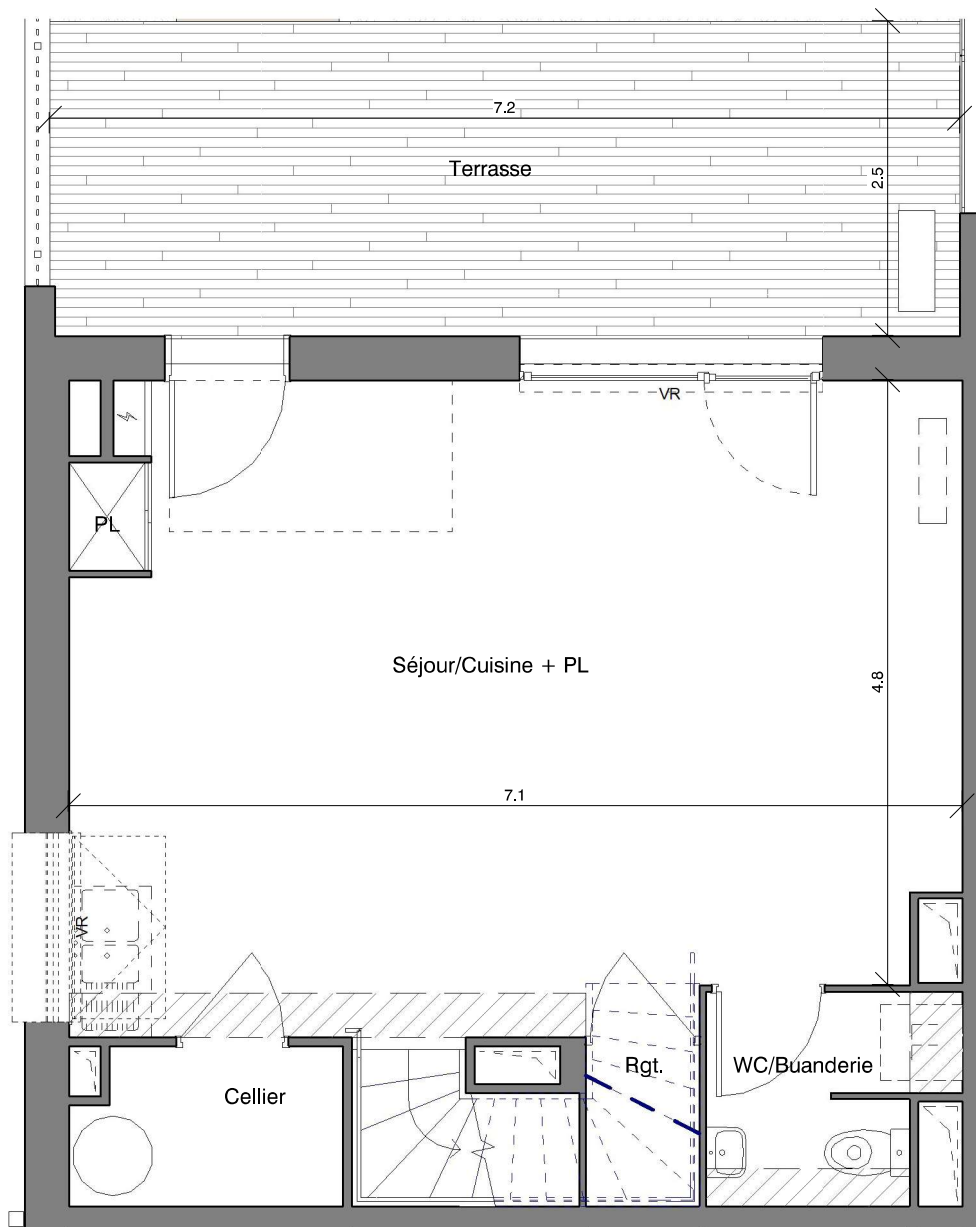 7.2
Terrasse
2.5
VR
PL
Séjour/Cuisine + PL
4.8
7.1
VR
Rgt.
WC/Buanderie
Cellier